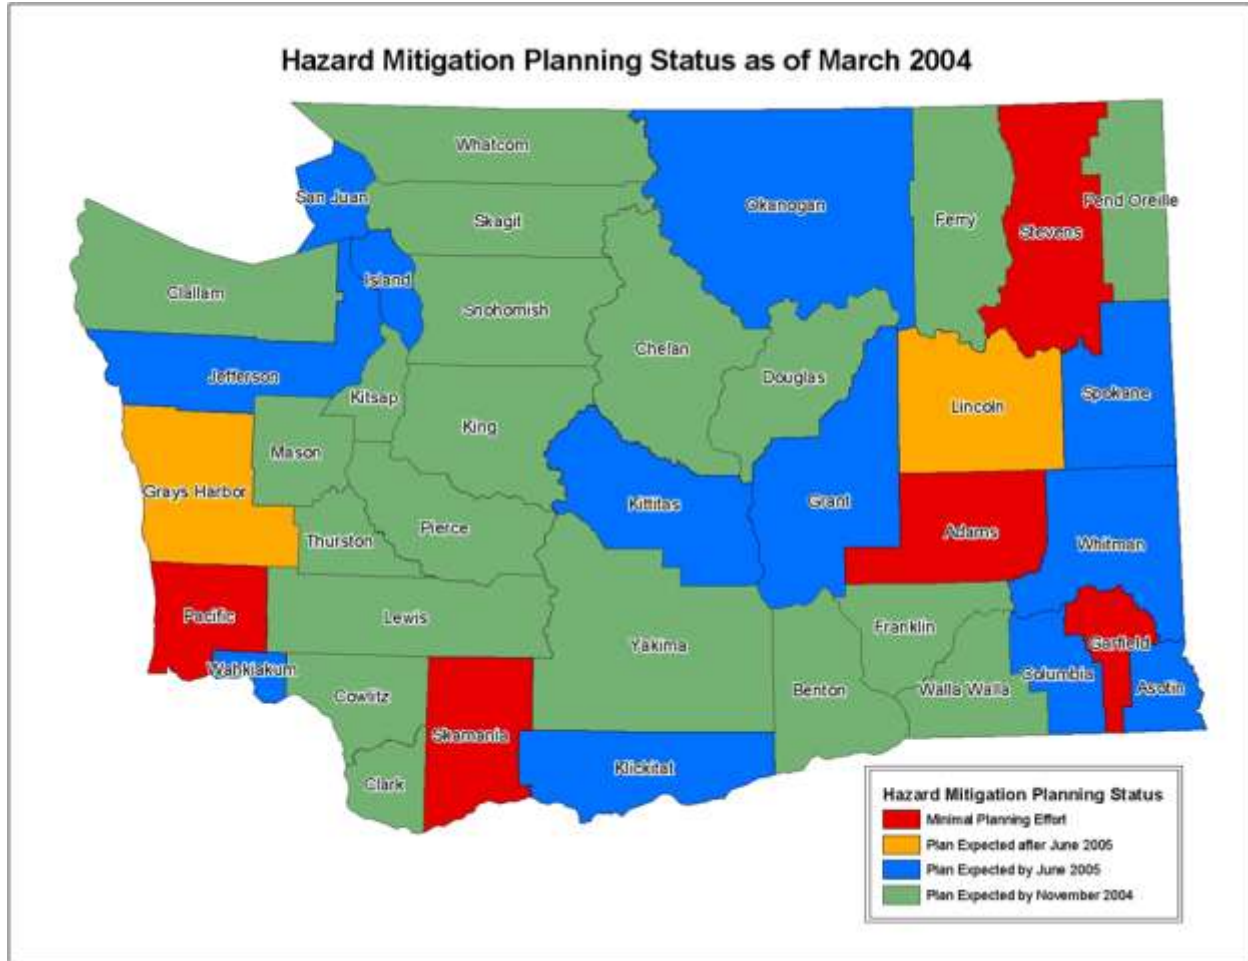 Hazard Mitigation Planning Status as of March 2004
Whatcom
San Juan
Okanogan
Skagit
Ferry
Pend Oreille
Stevens
Clallam
Island
Snohomish
Chelan
Jefferson
Kitsap
Douglas
Spokane
Lincoln
King
Mason
Grays Harbor
Kittitas
Grant
Pierce
Thurston
Adams
Whitman
Pacific
Lewis
Franklin
Yakima
Garfield
Wahkiakum
Columbia
Asotin
Cowlitz
Benton
Walla Walla
Skamania
Klickitat
Clark
Hazard Mitigation Planning Status
Minimal Planning Effort
Plan Expected after June 2005
Plan Expected by June 2005
Plan Expected by November 2004